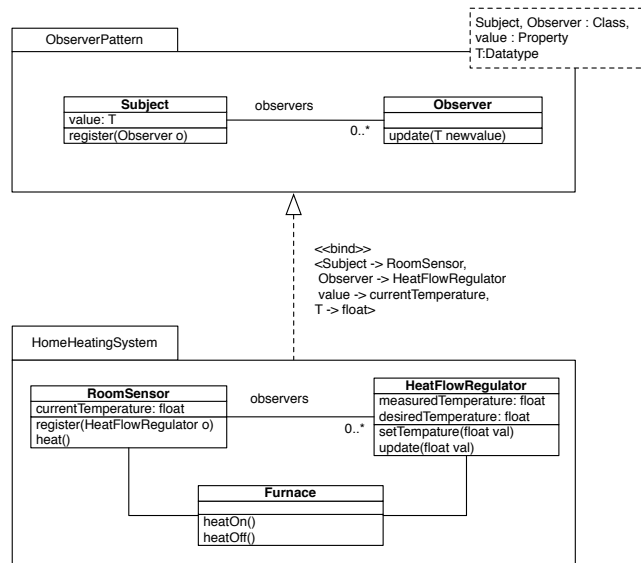 Subject, Observer : Class,
value : Property
T:Datatype
ObserverPattern
Subject
value: T
register(Observer o)
observers
0..*
Observer
update(T newvalue)
<<bind>>
<Subject -> RoomSensor,
Observer -> HeatFlowRegulator
value -> currentTemperature,
T -> float>
HomeHeatingSystem
RoomSensor
currentTemperature: float
register(HeatFlowRegulator o)
heat()
observers
0..*
HeatFlowRegulator
measuredTemperature: float
desiredTemperature: float
setTempature(float val)
update(float val)
Furnace
heatOn()
heatOff()